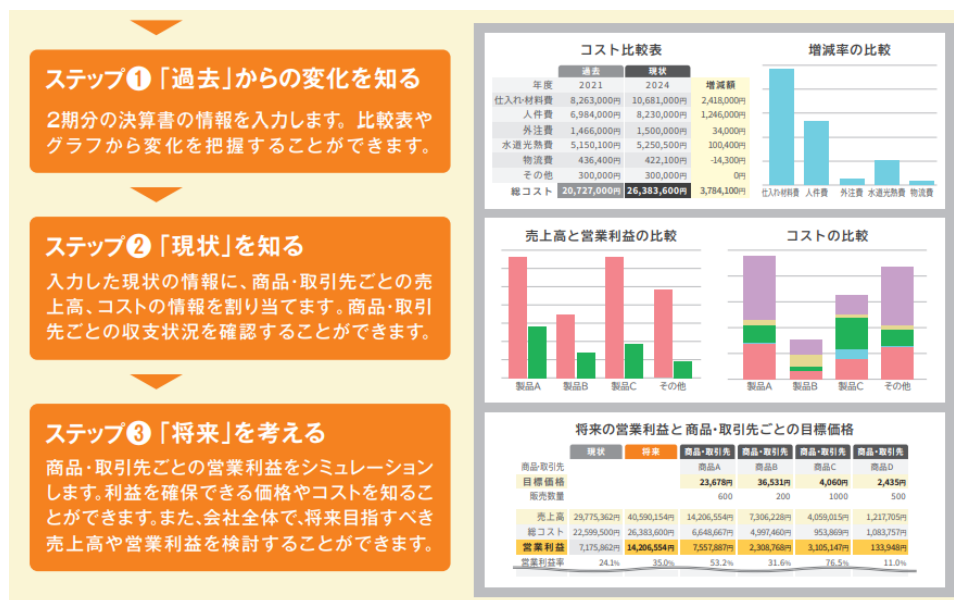 ステップ❶「過去」からの変化を知る
2期分の決算書の情報を入力します。比較表や
グラフから変化を把握することができます。
ステップ❷「現状」を知る
入力した現状の情報に、商品・取引先ごとの売
上高、コストの情報を割り当てます。商品・取引
先ごとの収支状況を確認することができます。
ステップ❸「将来」を考える
商品・取引先ごとの営業利益をシミュレーション
します。利益を確保できる価格やコストを知るこ
とができます。また、会社全体で、将来目指すべき
売上高や営業利益を検討することができます。
コスト比較表
過去 現状
年度 2021 2024 増減額
仕入れ・材料費 8,263,000円 10,681,000円 2,418,000円
人件費 6,984,000円 8,230,000円 1,246,000円
外注費 1,466,000円 1,500,000円 34,000円
水道光熱費 5,150,100円 5,250,500円 100,400円
物流費 436,400円 422,100円 -14,300円
その他 300,000円 300,000円 0円
総コスト 20,727,000円 26,383,600円 3,784,100円
増減率の比較
仕入れ・材料費 人件費 外注費 水道光熱費 物流費
売上高と営業利益の比較
製品A 製品B 製品C その他
コストの比較
製品A 製品B 製品C その他
将来の営業利益と商品・取引先ごとの目標価格
現状 将来 商品・取引先 商品・取引先 商品・取引先 商品・取引先
商品・取引先 商品A 商品B 商品C 商品D
目標価格 23,678円 36,531円 4,060円 2,435円
販売数量 600 200 1000 500
売上高 29,775,362円 40,590,154円 14,206,554円 7,306,228円 4,059,015円 1,217,705円
総コスト 22,599,500円 26,383,600円 6,648,667円 4,997,460円 953,869円 1,083,757円
営業利益 7,175,862円 14,206,554円 7,557,887円 2,308,768円 3,105,147円 133,948円
営業利益率 24.1% 35.0% 53.2% 31.6% 76.5% 11.0%